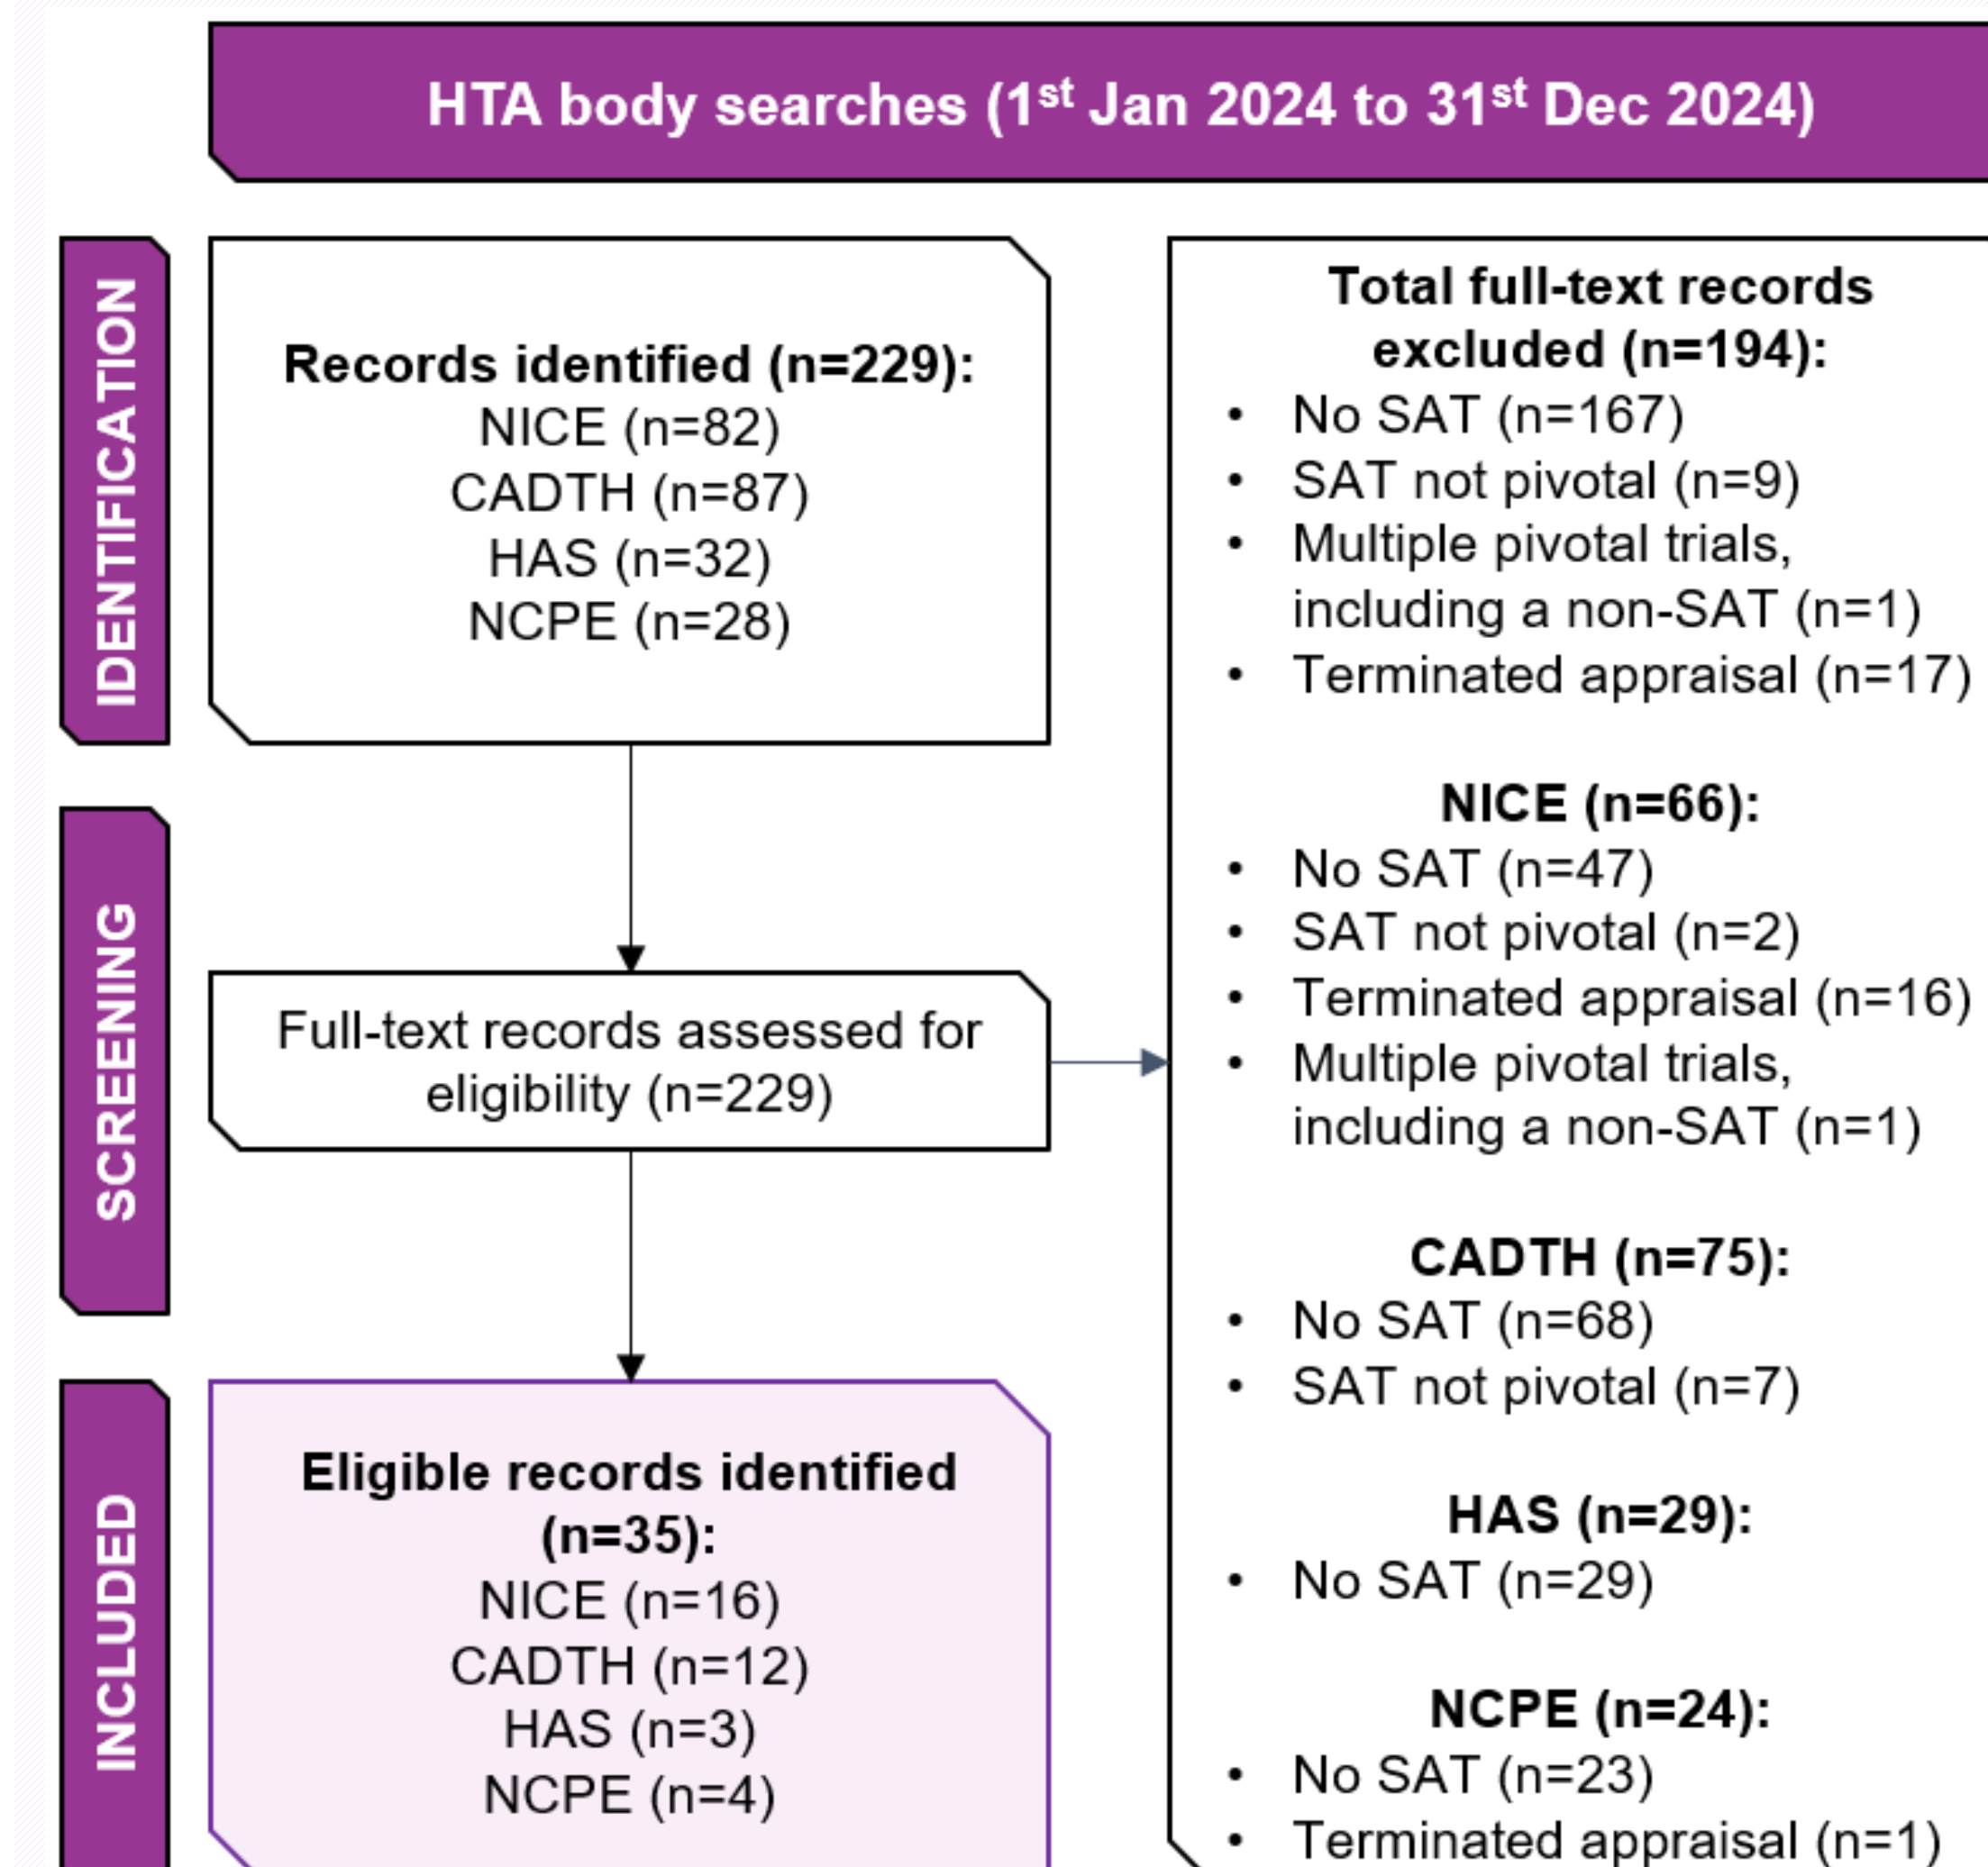 HTA body searches (1st Jan 2024 to 31st Dec 2024)
IDENTIFICATION
Records identified (n=229):
NICE (n=82)
CADTH (n=87)
HAS (n=32)
NCPE (n=28)
SCREENING
Full-text records assessed for
eligibility (n=229)
Total full-text records
excluded (n=194):
• No SAT (n=167)
• SAT not pivotal (n=9)
• Multiple pivotal trials,
including a non-SAT (n=1)
• Terminated appraisal (n=17)
NICE (n=66):
• No SAT (n=47)
• SAT not pivotal (n=2)
• Terminated appraisal (n=16)
• Multiple pivotal trials,
including a non-SAT (n=1)
CADTH (n=75):
• No SAT (n=68)
• SAT not pivotal (n=7)
HAS (n=29):
• No SAT (n=29)
NCPE (n=24):
• No SAT (n=23)
• Terminated appraisal (n=1)
INCLUDED
Eligible records identified
(n=35):
NICE (n=16)
CADTH (n=12)
HAS (n=3)
NCPE (n=4)